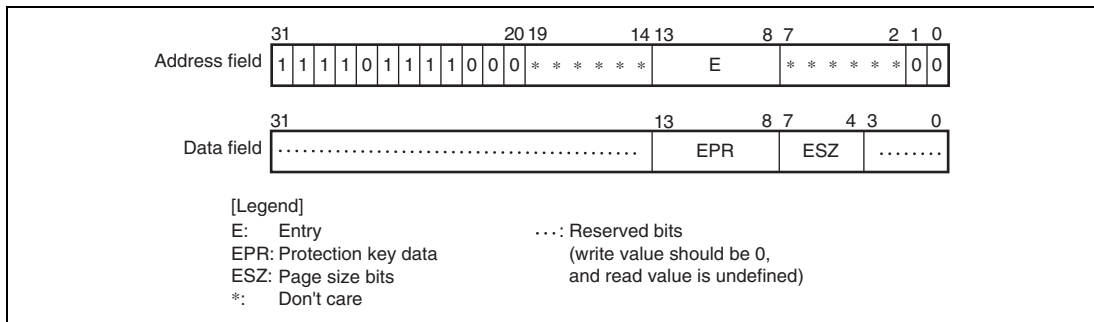 31 20 19 14 13 8 7 2 1 0
Address field 1 1 1 1 0 1 1 1 1 0 0 0 * * * * * * E * * * * * * 0 0
31 13 8 7 4 3 0
Data field ................................................ EPR ESZ ........
[Legend]
E: Entry ...: Reserved bits
EPR: Protection key data (write value should be 0,
ESZ: Page size bits and read value is undefined)
*: Don't care